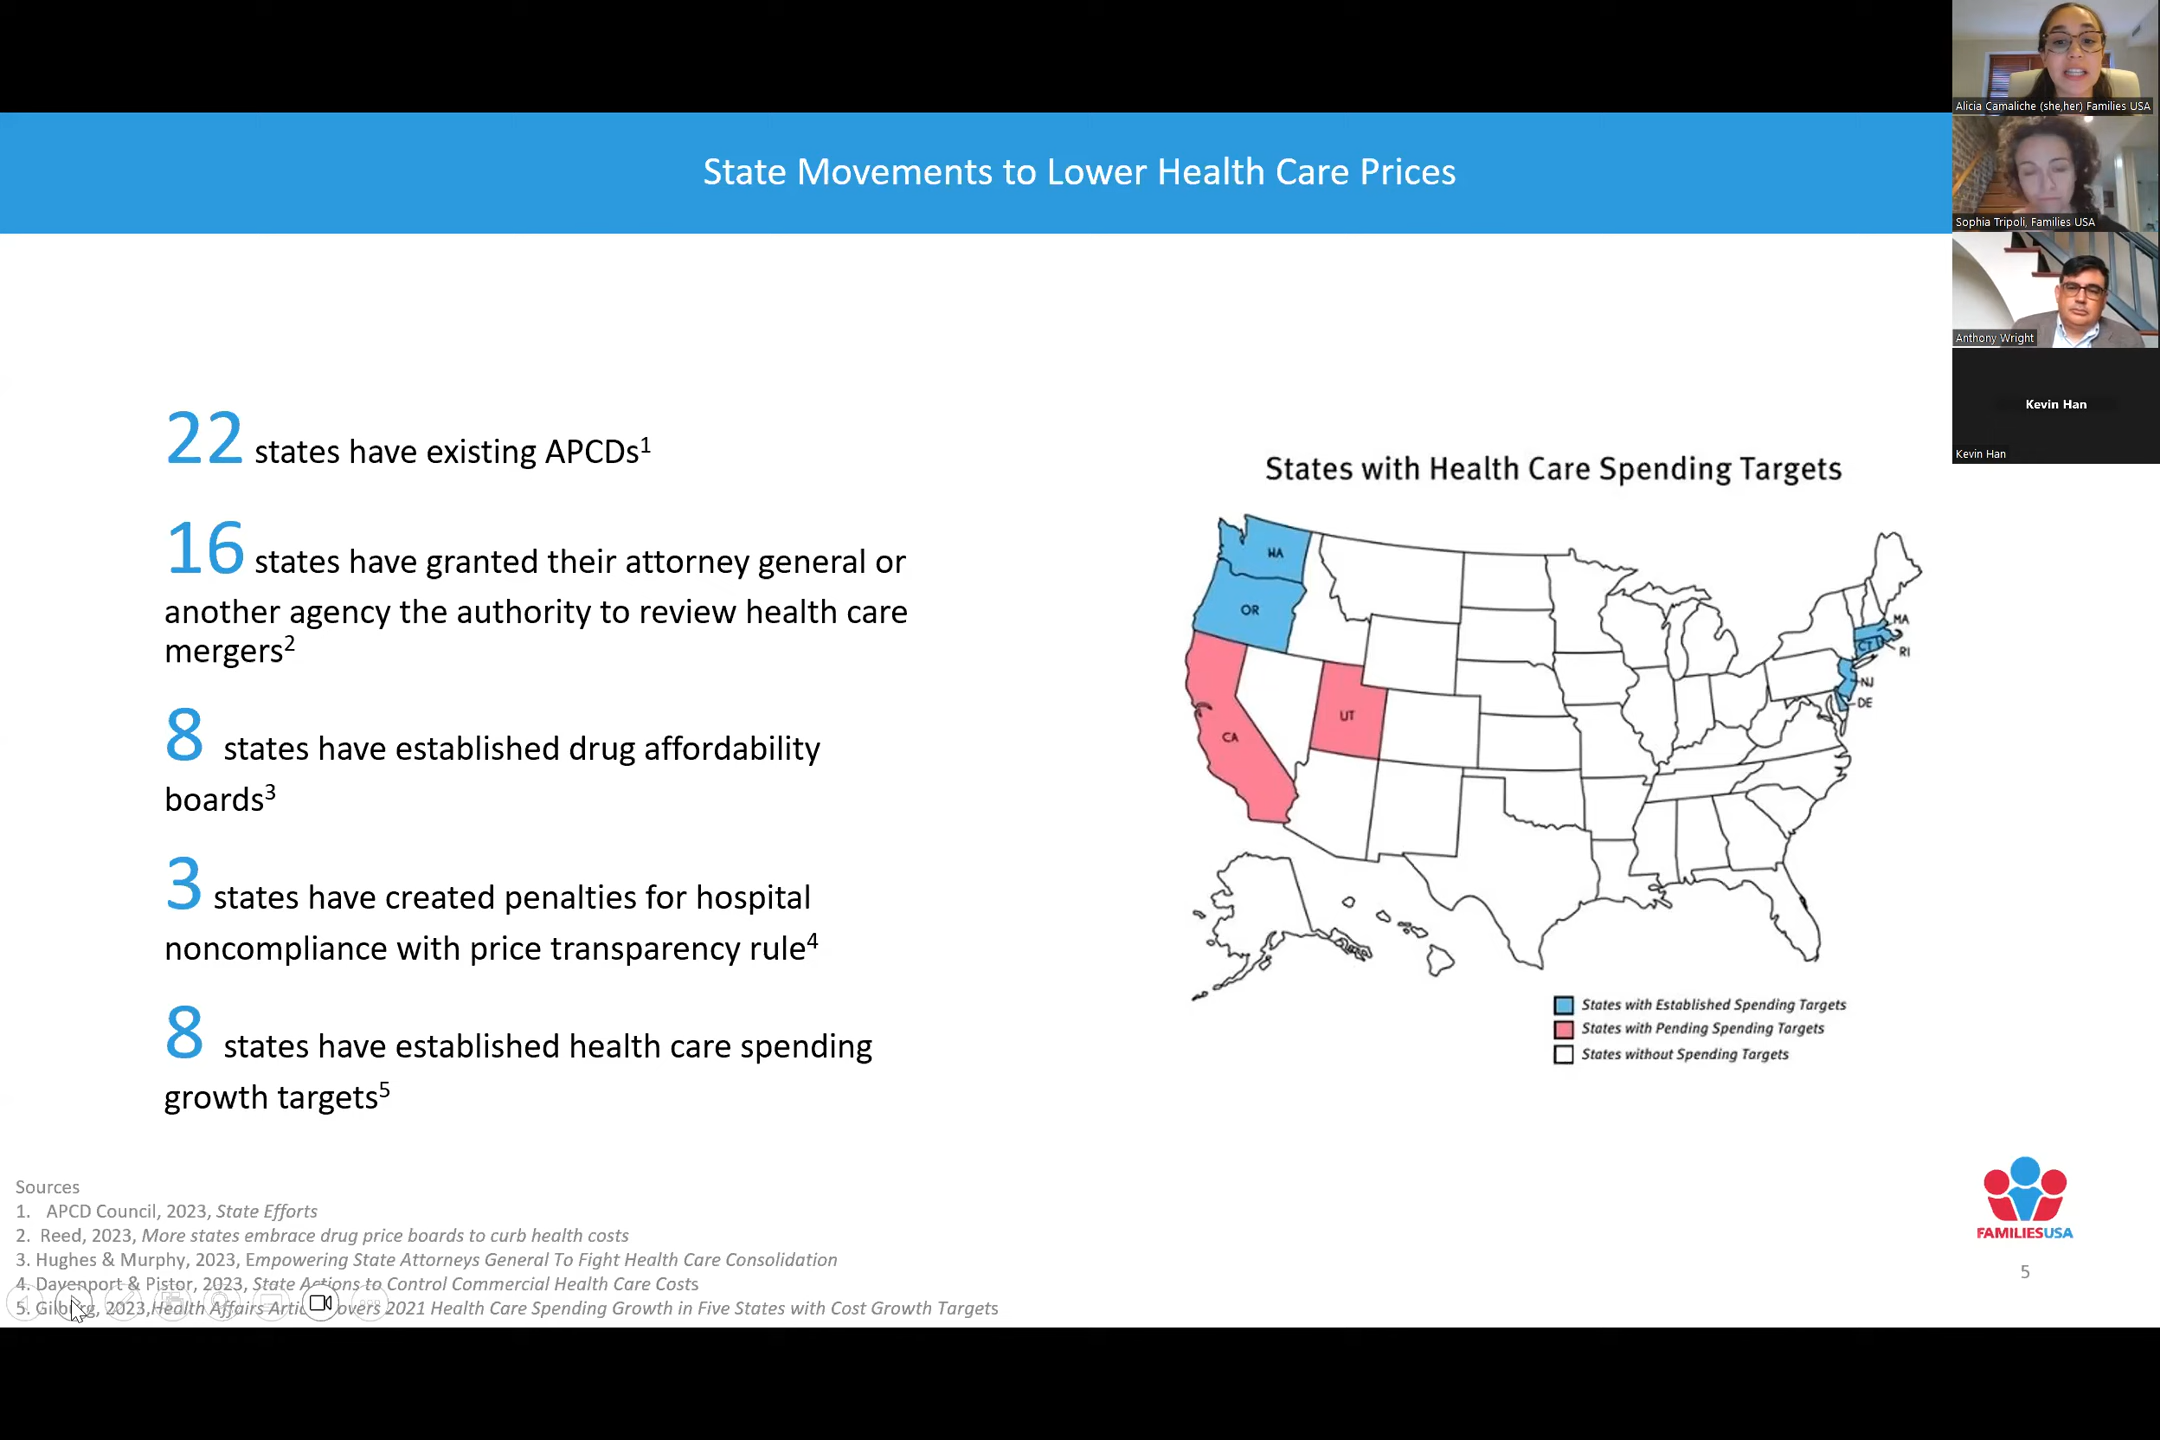 State Movements to Lower Health Care Prices
Alicia Camaliche (she,her) Families USA
Sophia Tripoli, Families USA
Anthony Wright
Kevin Han
Kevin Han
22 states have existing APCDs1
16 states have granted their attorney general or
another agency the authority to review health care
mergers2
8 states have established drug affordability
boards3
3 states have created penalties for hospital
noncompliance with price transparency rule4
8 states have established health care spending
growth targets5
States with Health Care Spending Targets
WA
OR
CA
UT
MA
CT
RI
NJ
DE
States with Established Spending Targets
States with Pending Spending Targets
States without Spending Targets
Sources
1. APCD Council, 2023, State Efforts
2. Reed, 2023, More states embrace drug price boards to curb health costs
3. Hughes & Murphy, 2023, Empowering State Attorneys General To Fight Health Care Consolidation
4. Davenport & Pistor, 2023, State Actions to Control Commercial Health Care Costs
5. 2023, Health Affairs 2021 Health Care Spending Growth in Five States with Cost Growth Targets
FAMILIESUSA
5